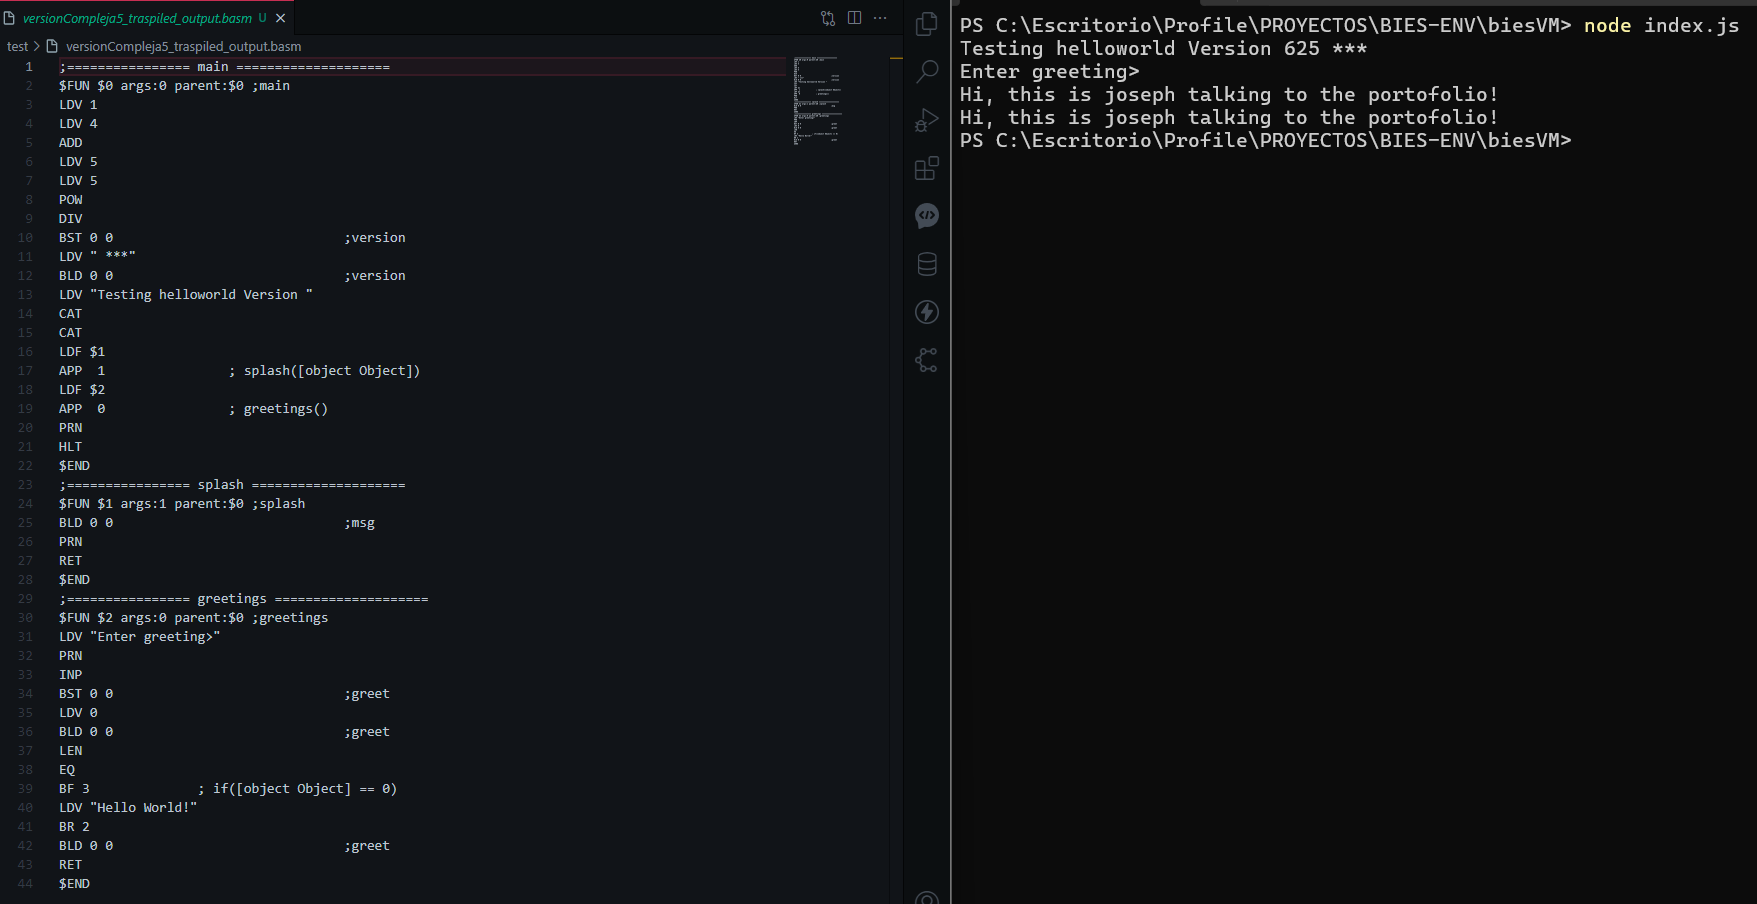 versionCompleja5_traspiled_output.basm U
test > versionCompleja5_traspiled_output.basm
1 ;================ main ====================
2 $FUN $0 args:0 parent:$0 ;main
3 LDV 1
4 LDV 4
5 ADD
6 LDV 5
7 LDV 5
8 POW
9 DIV
10 BST 0 0 ;version
11 LDV " ***"
12 BLD 0 0 ;version
13 LDV "Testing helloworld Version "
14 CAT
15 CAT
16 LDF $1
17 APP 1 ; splash([object Object])
18 LDF $2
19 APP 0 ; greetings()
20 PRN
21 HLT
22 $END
23 ;================ splash ====================
24 $FUN $1 args:1 parent:$0 ;splash
25 BLD 0 0 ;msg
26 PRN
27 RET
28 $END
29 ;================ greetings ====================
30 $FUN $2 args:0 parent:$0 ;greetings
31 LDV "Enter greeting>"
32 PRN
33 INP
34 BST 0 0 ;greet
35 LDV 0
36 BLD 0 0 ;greet
37 LEN
38 EQ
39 BF 3 ; if([object Object] == 0)
40 LDV "Hello World!"
41 BR 2
42 BLD 0 0 ;greet
43 RET
44 $END
PS C:\Escritorio\Profile\PROYECTOS\BIES-ENV\biesVM> node index.js
Testing helloworld Version 625 ***
Enter greeting>
Hi, this is joseph talking to the portofolio!
Hi, this is joseph talking to the portofolio!
PS C:\Escritorio\Profile\PROYECTOS\BIES-ENV\biesVM>